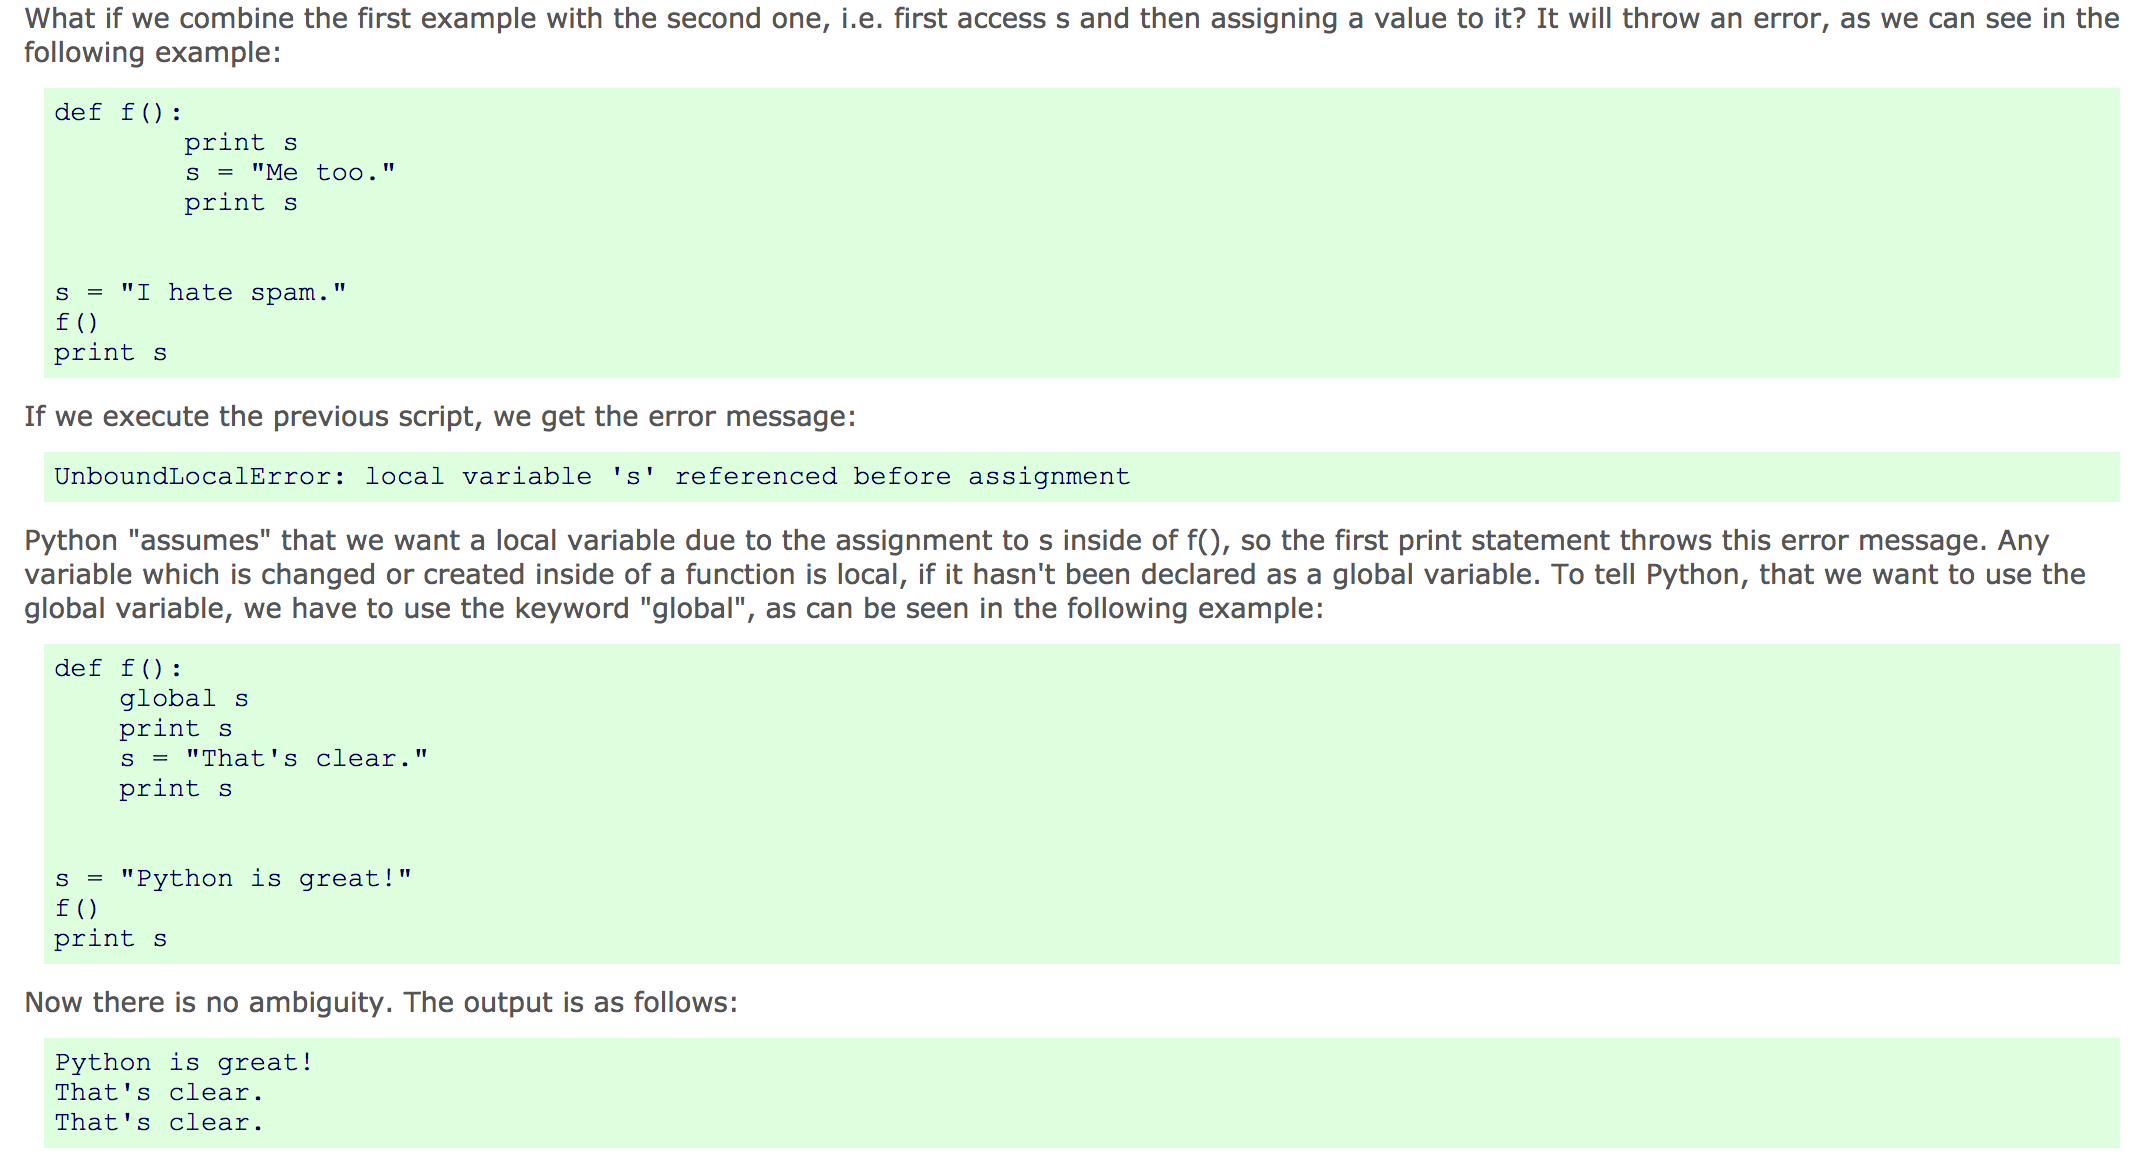 What if we combine the first example with the second one, i.e. first access s and then assigning a value to it? It will throw an error, as we can see in the
following example:
def f():
        print s
        s = "Me too."
        print s
s = "I hate spam."
f()
print s
If we execute the previous script, we get the error message:
UnboundLocalError: local variable 's' referenced before assignment
Python "assumes" that we want a local variable due to the assignment to s inside of f(), so the first print statement throws this error message. Any
variable which is changed or created inside of a function is local, if it hasn't been declared as a global variable. To tell Python, that we want to use the
global variable, we have to use the keyword "global", as can be seen in the following example:
def f():
    global s
    print s
    s = "That's clear."
    print s
s = "Python is great!"
f()
print s
Now there is no ambiguity. The output is as follows:
Python is great!
That's clear.
That's clear.